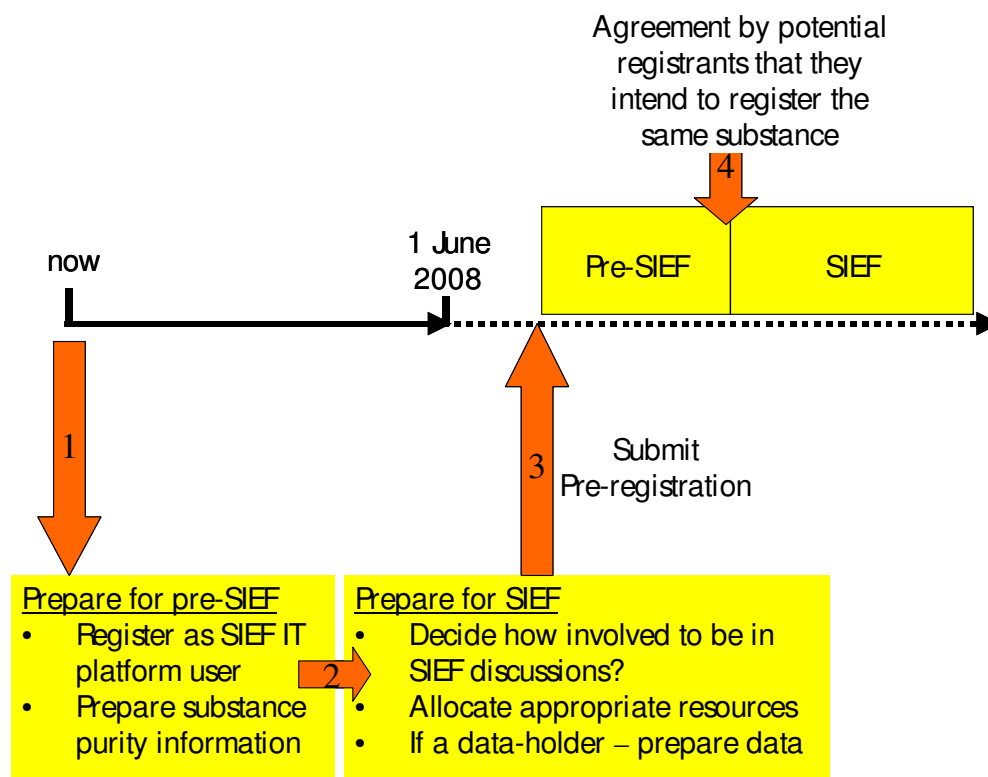 Agreement by potential
registrants that they
intend to register the
same substance
4
now
1 June
2008
Pre-SIEF
SIEF
1
3
Submit
Pre-registration
Prepare for pre-SIEF
• Register as SIEF IT
platform user
• Prepare substance
purity information
2
Prepare for SIEF
• Decide how involved to be in
SIEF discussions?
• Allocate appropriate resources
• If a data-holder – prepare data